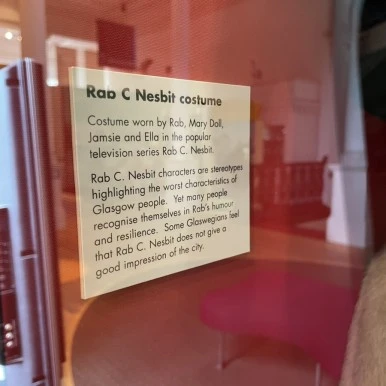 Rab C Nesbit costume
Costume worn by Rab, Mary Doll,
Jamsie and Ella in the popular
television series Rab C. Nesbit.
Rab C. Nesbit characters are stereotypes
highlighting the worst characteristics of
Glasgow people. Yet many people
recognise themselves in Rab's humour
and resilience. Some Glaswegians feel
that Rab C. Nesbit does not give a
good impression of the city.